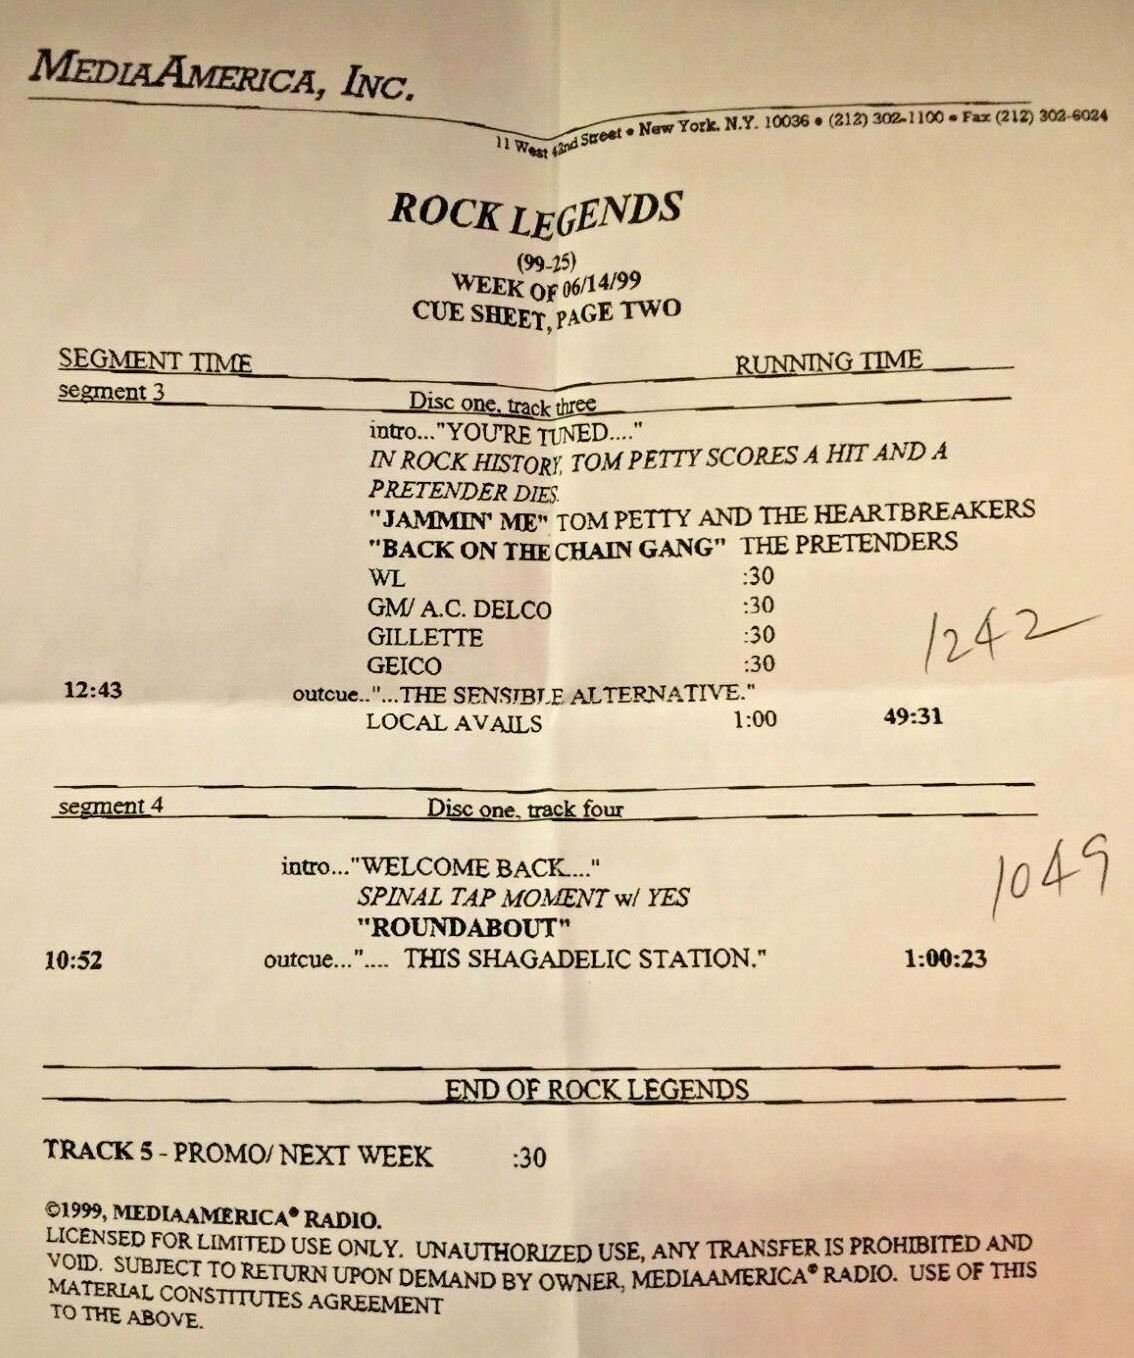 MEDIAAMERICA, INC.
11 West 42nd Street • New York, N.Y. 10036 • (212) 302-1100 • Fax (212) 302-6024
ROCK LEGENDS
(99-25)
WEEK OF 06/14/99
CUE SHEET, PAGE TWO
SEGMENT TIME RUNNING TIME
segment 3 Disc one, track three
intro..."YOU'RE TUNED...."
IN ROCK HISTORY, TOM PETTY SCORES A HIT AND A
PRETENDER DIES.
"JAMMIN' ME" TOM PETTY AND THE HEARTBREAKERS
"BACK ON THE CHAIN GANG" THE PRETENDERS
WL :30
GM/ A.C. DELCO :30
GILLETTE :30
GEICO :30
1242
12:43 outcue.."...THE SENSIBLE ALTERNATIVE."
LOCAL AVAILS 1:00 49:31
segment 4 Disc one, track four
intro..."WELCOME BACK...."
SPINAL TAP MOMENT w/ YES
1049
"ROUNDABOUT"
10:52 outcue...".... THIS SHAGADELIC STATION." 1:00:23
END OF ROCK LEGENDS
TRACK 5 - PROMO/ NEXT WEEK :30
©1999, MEDIAAMERICA® RADIO.
LICENSED FOR LIMITED USE ONLY. UNAUTHORIZED USE, ANY TRANSFER IS PROHIBITED AND
VOID. SUBJECT TO RETURN UPON DEMAND BY OWNER, MEDIAAMERICA® RADIO. USE OF THIS
MATERIAL CONSTITUTES AGREEMENT
TO THE ABOVE.